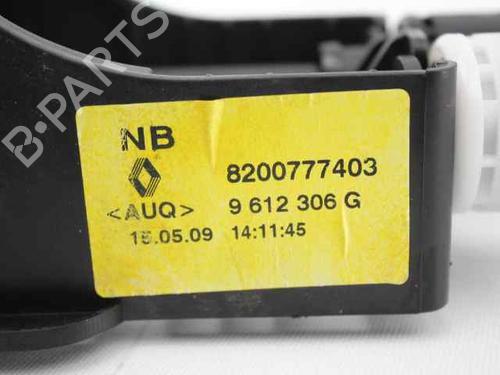 NB
8200777403
<AUQ> 9 612 306 G
15.05.09 14:11:45
B-PARTS